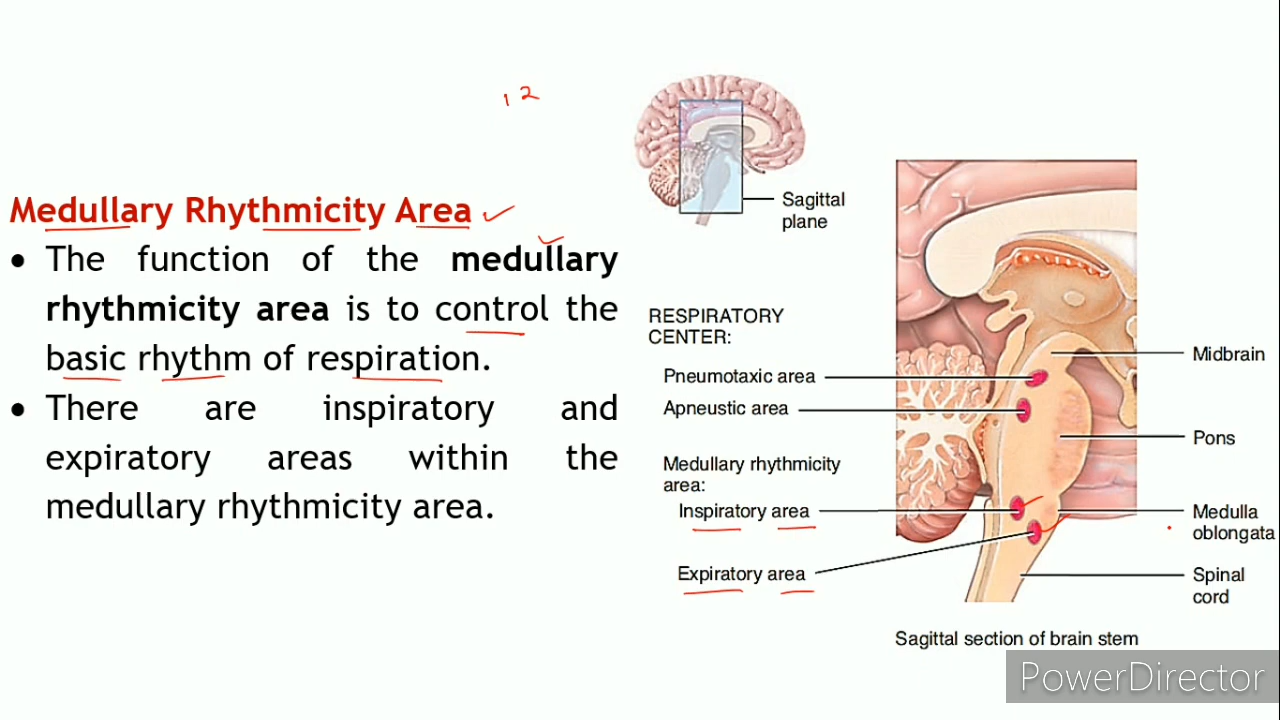 1 2
Medullary Rhythmicity Area
• The function of the medullary
rhythmicity area is to control the
basic rhythm of respiration.
• There are inspiratory and
expiratory areas within the
medullary rhythmicity area.
Sagittal
plane
RESPIRATORY
CENTER:
Pneumotaxic area
Apneustic area
Medullary rhythmicity
area:
Inspiratory area
Expiratory area
Midbrain
Pons
Medulla
oblongata
Spinal
cord
Sagittal section of brain stem
PowerDirector